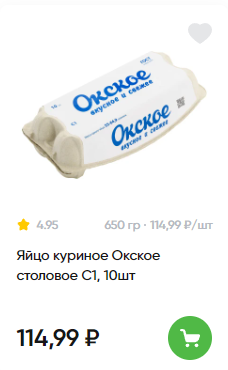 Окское
вкусное и свежее
Окское
вкусное и свежее
4.95
650 гр · 114,99 ₽/шт
Яйцо куриное Окское
столовое С1, 10шт
114,99 ₽